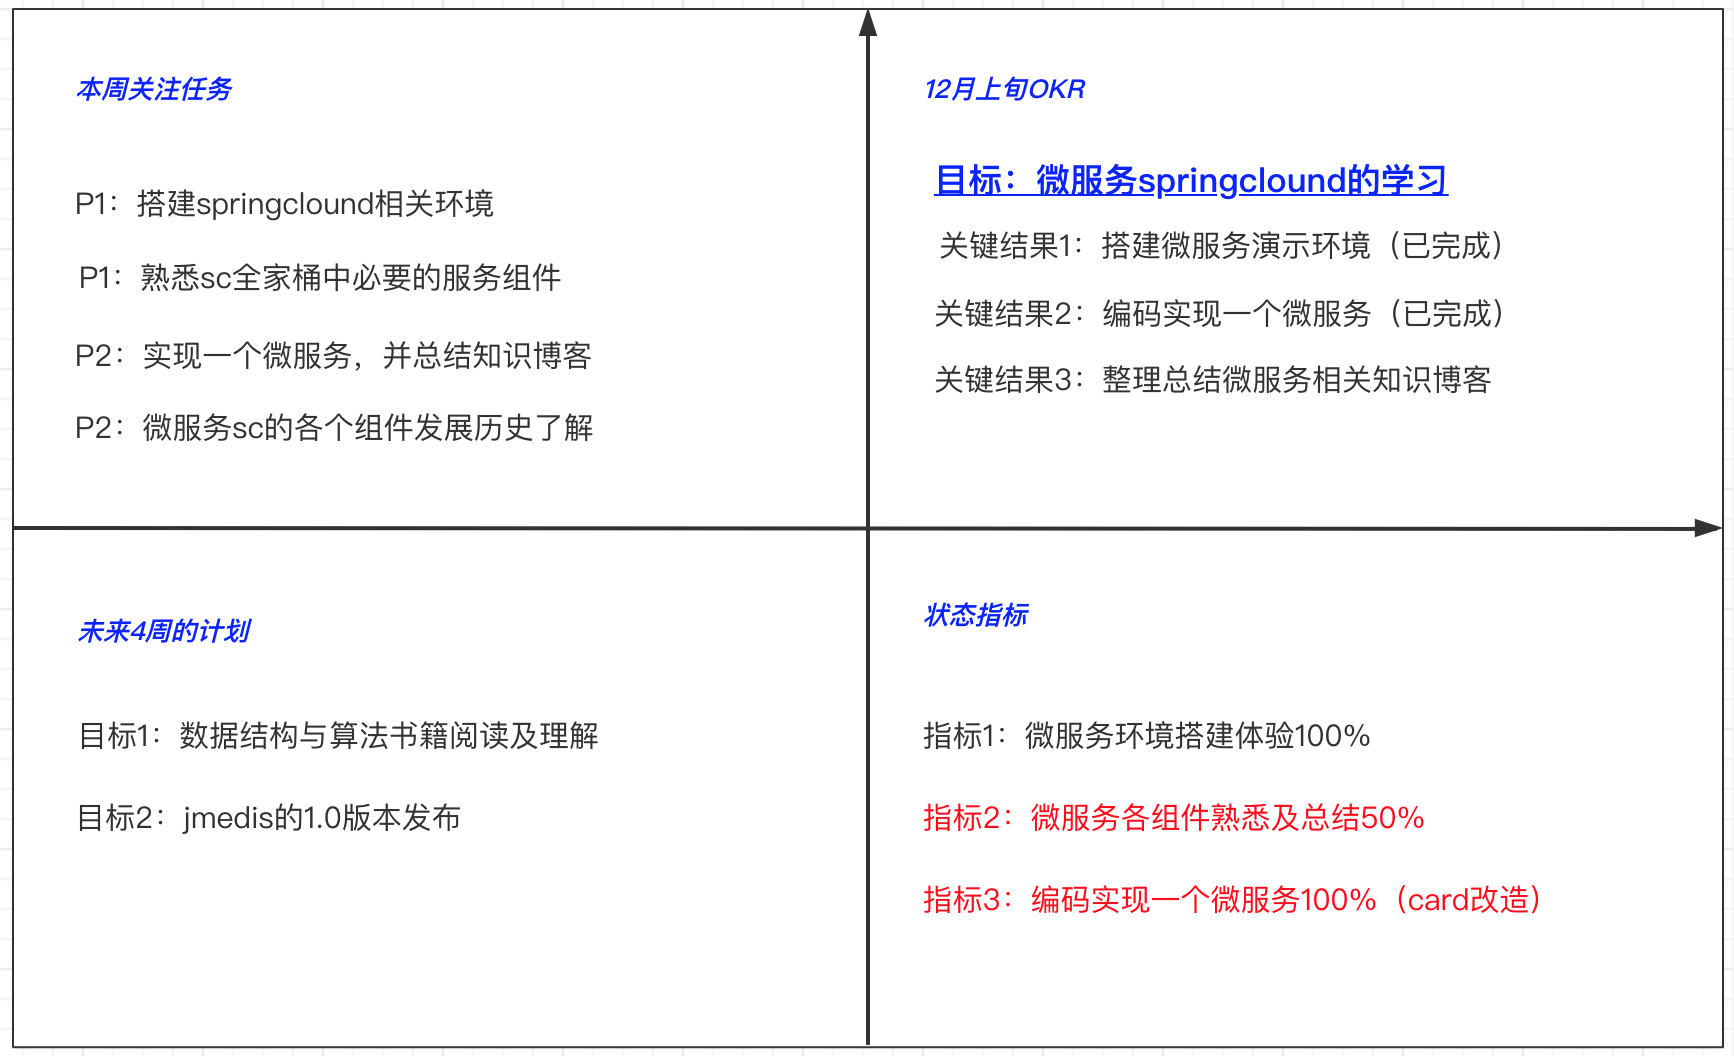 本周关注任务
P1：搭建springclound相关环境
P1：熟悉sc全家桶中必要的服务组件
P2：实现一个微服务，并总结知识博客
P2：微服务sc的各个组件发展历史了解
12月上旬OKR
目标：微服务springclound的学习
关键结果1：搭建微服务演示环境（已完成）
关键结果2：编码实现一个微服务（已完成）
关键结果3：整理总结微服务相关知识博客
未来4周的计划
目标1：数据结构与算法书籍阅读及理解
目标2：jmedis的1.0版本发布
状态指标
指标1：微服务环境搭建体验100%
指标2：微服务各组件熟悉及总结50%
指标3：编码实现一个微服务100%（card改造）